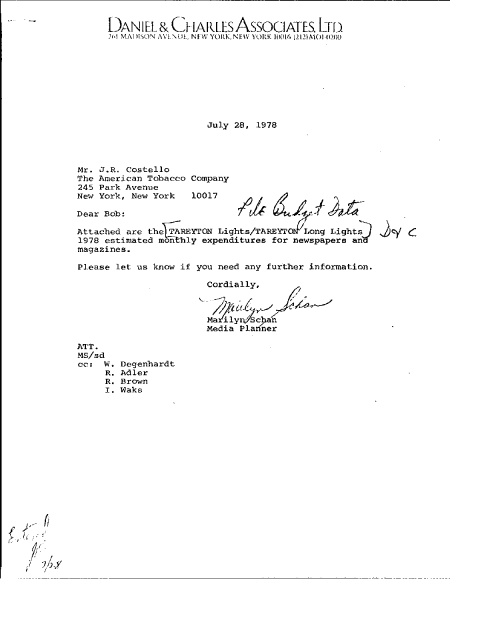 DANIEL & CHARLES ASSOCIATES, LTD.
261 MADISON AVENUE, NEW YORK, NEW YORK 10016 (212) MO1-0200
July 28, 1978
Mr. J.R. Costello
The American Tobacco Company
245 Park Avenue
New York, New York 10017
File Budget Data
Dear Bob:
Attached are the TAREYTON Lights/TAREYTON Long Lights
1978 estimated monthly expenditures for newspapers and
magazines.
Please let us know if you need any further information.
Cordially,
Marilyn Schan
Marilyn Schan
Media Planner
ATT.
MS/sd
cc: W. Degenhardt
R. Adler
R. Brown
I. Waks
7/28